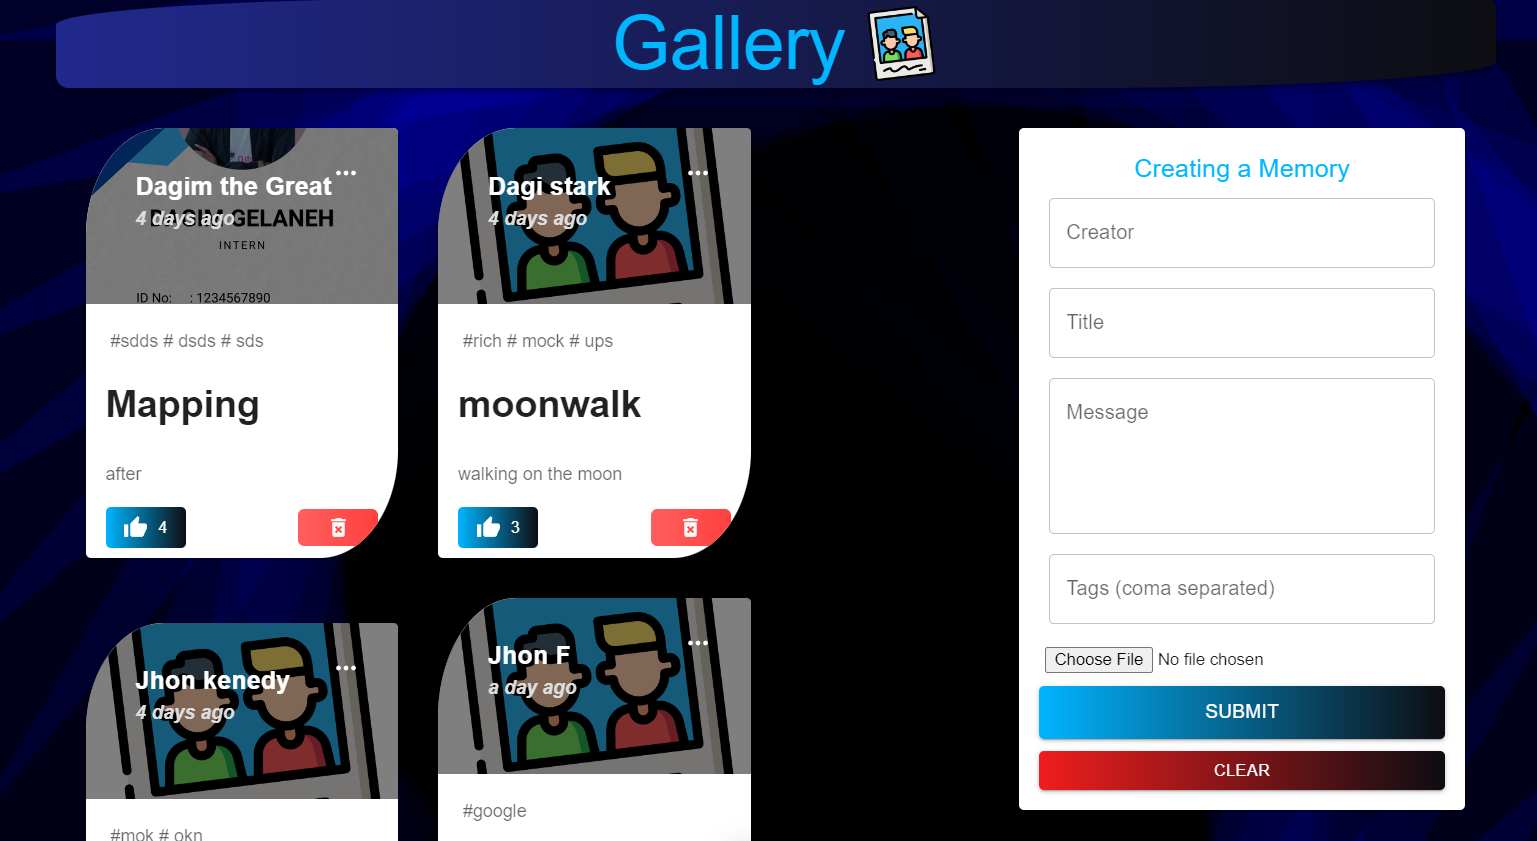 Gallery
Dagim the Great
4 days ago
DAGIM GELANEH
INTERN
ID No: : 1234567890
#sdds # dsds # sds
Mapping
after
4
Dagi stark
4 days ago
#rich # mock # ups
moonwalk
walking on the moon
3
Jhon kenedy
4 days ago
#mok # okn
Jhon F
a day ago
#google
Creating a Memory
Creator
Title
Message
Tags (coma separated)
Choose File No file chosen
SUBMIT
CLEAR